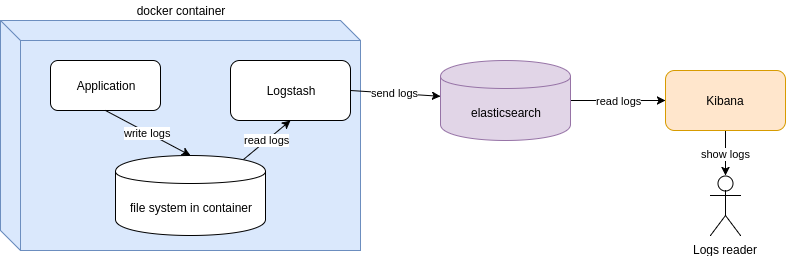 docker container
Application
Logstash
write logs
read logs
file system in container
send logs
elasticsearch
read logs
Kibana
show logs
Logs reader